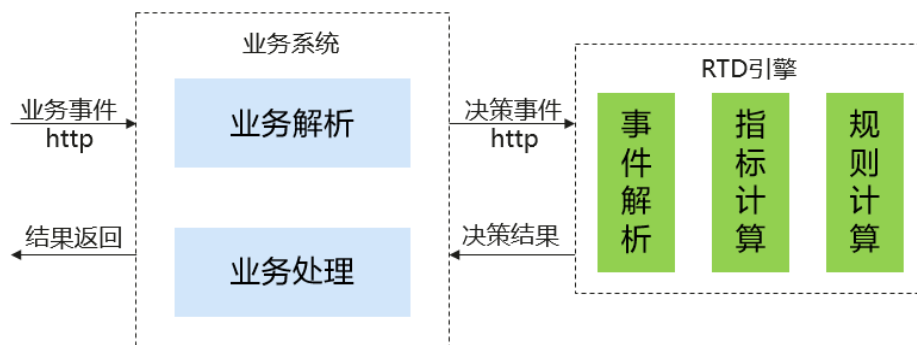 业务系统
RTD引擎
业务事件
http
业务解析
决策事件
http
事件解析
指标计算
规则计算
结果返回
业务处理
决策结果